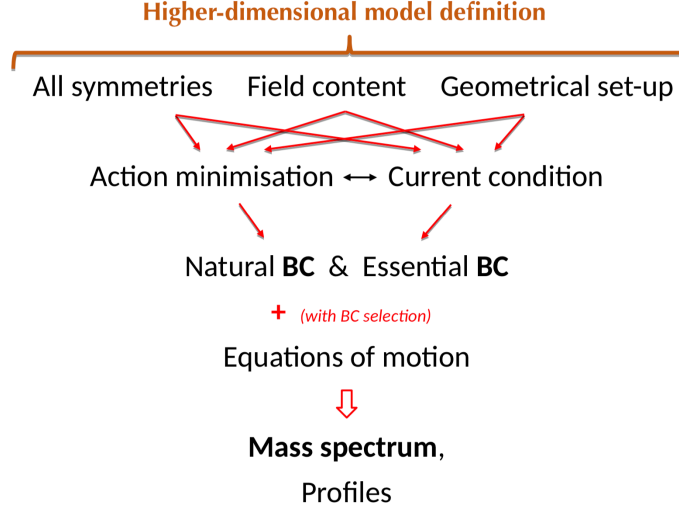 Higher-dimensional model definition
All symmetries Field content Geometrical set-up
Action minimisation Current condition
Natural BC & Essential BC
+ (with BC selection)
Equations of motion
Mass spectrum,
Profiles